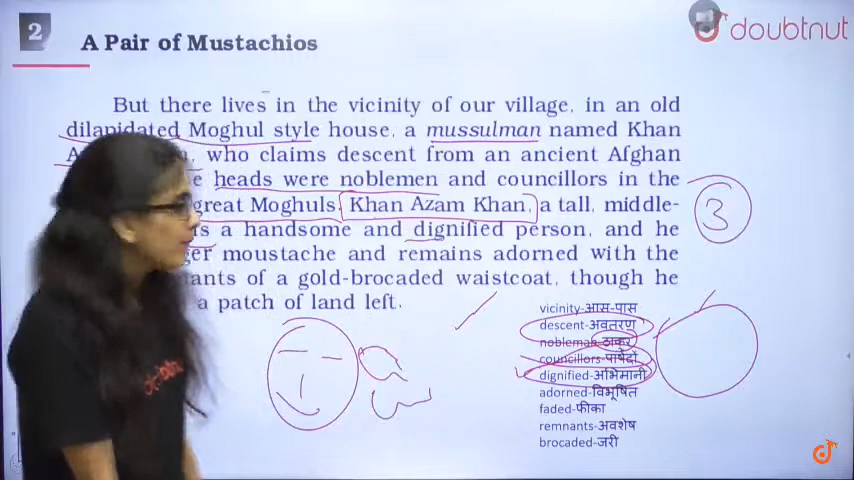 2
A Pair of Mustachios
doubtnut
But there lives in the vicinity of our village, in an old
dilapidated Moghul style house, a mussulman named Khan
who claims descent from an ancient Afghan
heads were noblemen and councillors in the
great Moghuls. Khan Azam Khan, a tall, middle-
is a handsome and dignified person, and he
moustache and remains adorned with the
of a gold-brocaded waistcoat, though he
a patch of land left.
3
vicinity-आस-पास
descent-अवतरण
nobleman-ठाकर
councillors-पार्षदों
dignified-अभिमानी
adorned-विभूषित
faded-फीका
remnants-अवशेष
brocaded-जरी